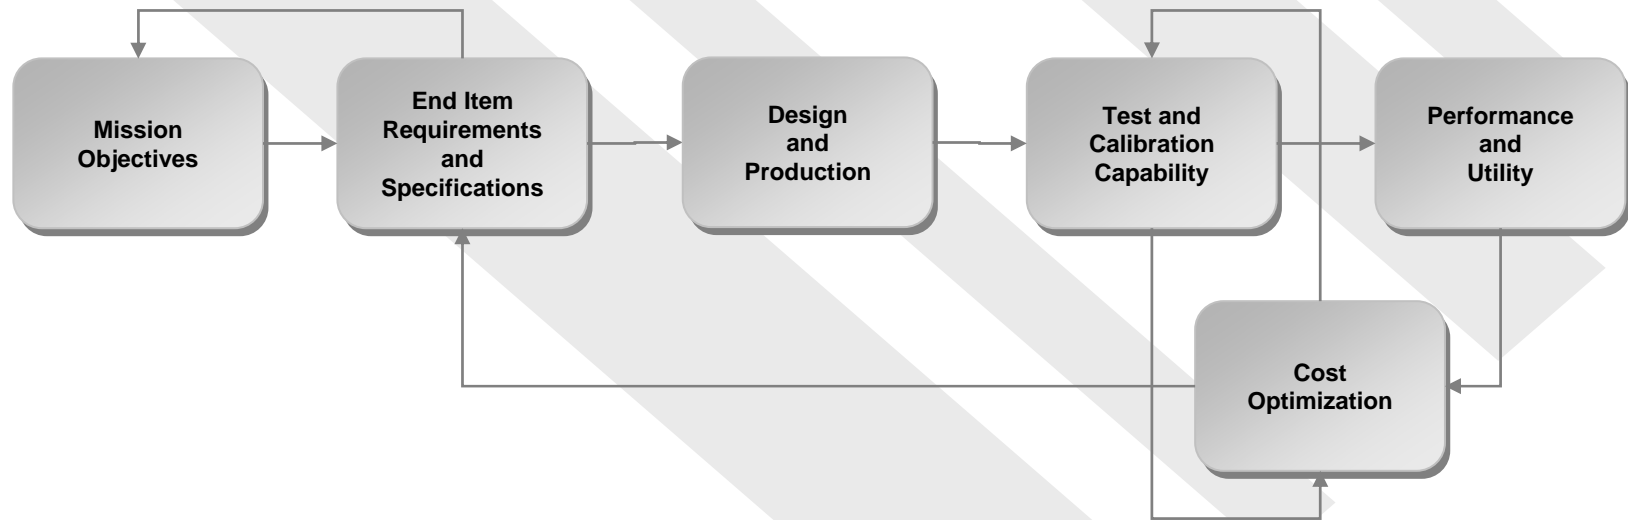 Mission
Objectives
End Item
Requirements
and
Specifications
Design
and
Production
Test and
Calibration
Capability
Performance
and
Utility
Cost
Optimization